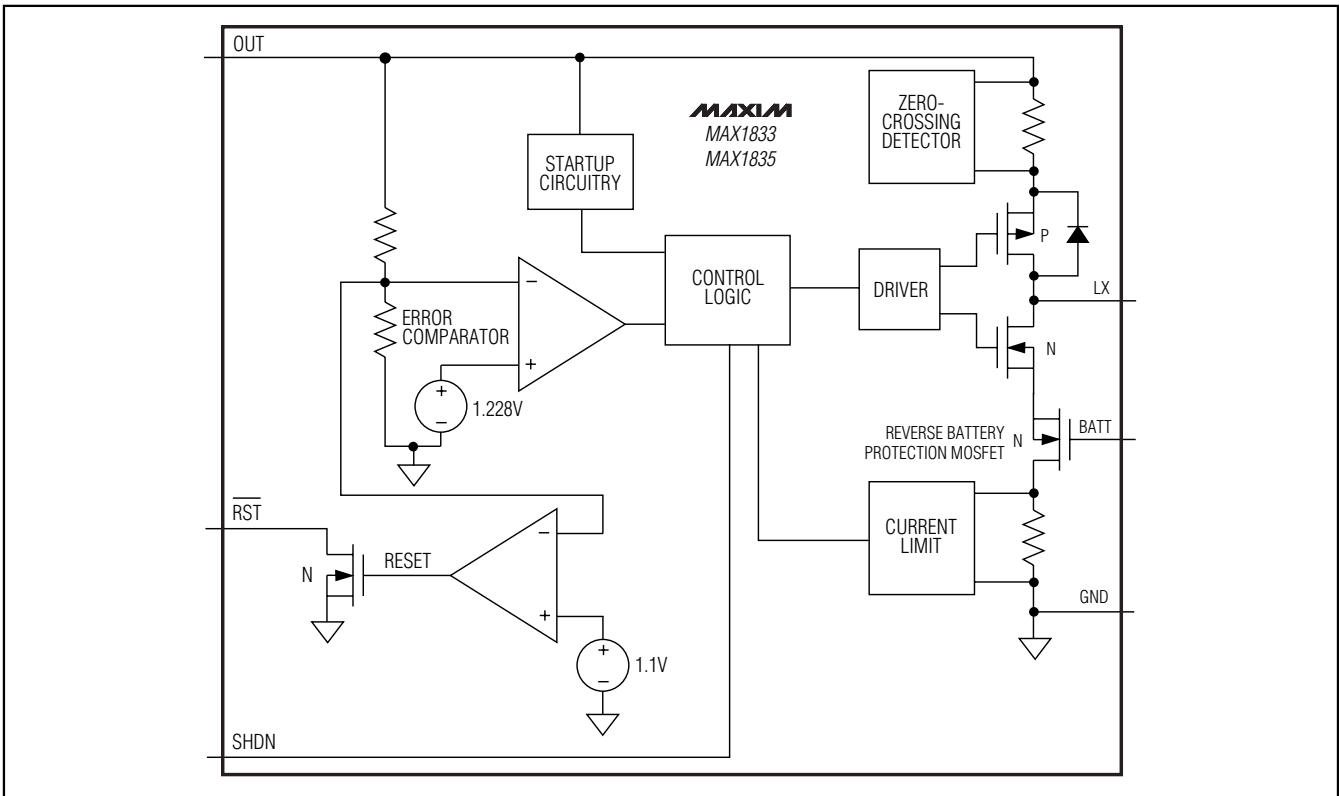 OUT
MAXIM
MAX1833
MAX1835
ZERO-
CROSSING
DETECTOR
STARTUP
CIRCUITRY
P
CONTROL
LOGIC
DRIVER
LX
−
ERROR
COMPARATOR
+
N
+
−
1.228V
REVERSE BATTERY
PROTECTION MOSFET
N
BATT
RST
CURRENT
LIMIT
N
RESET
−
+
GND
+
−
1.1V
SHDN